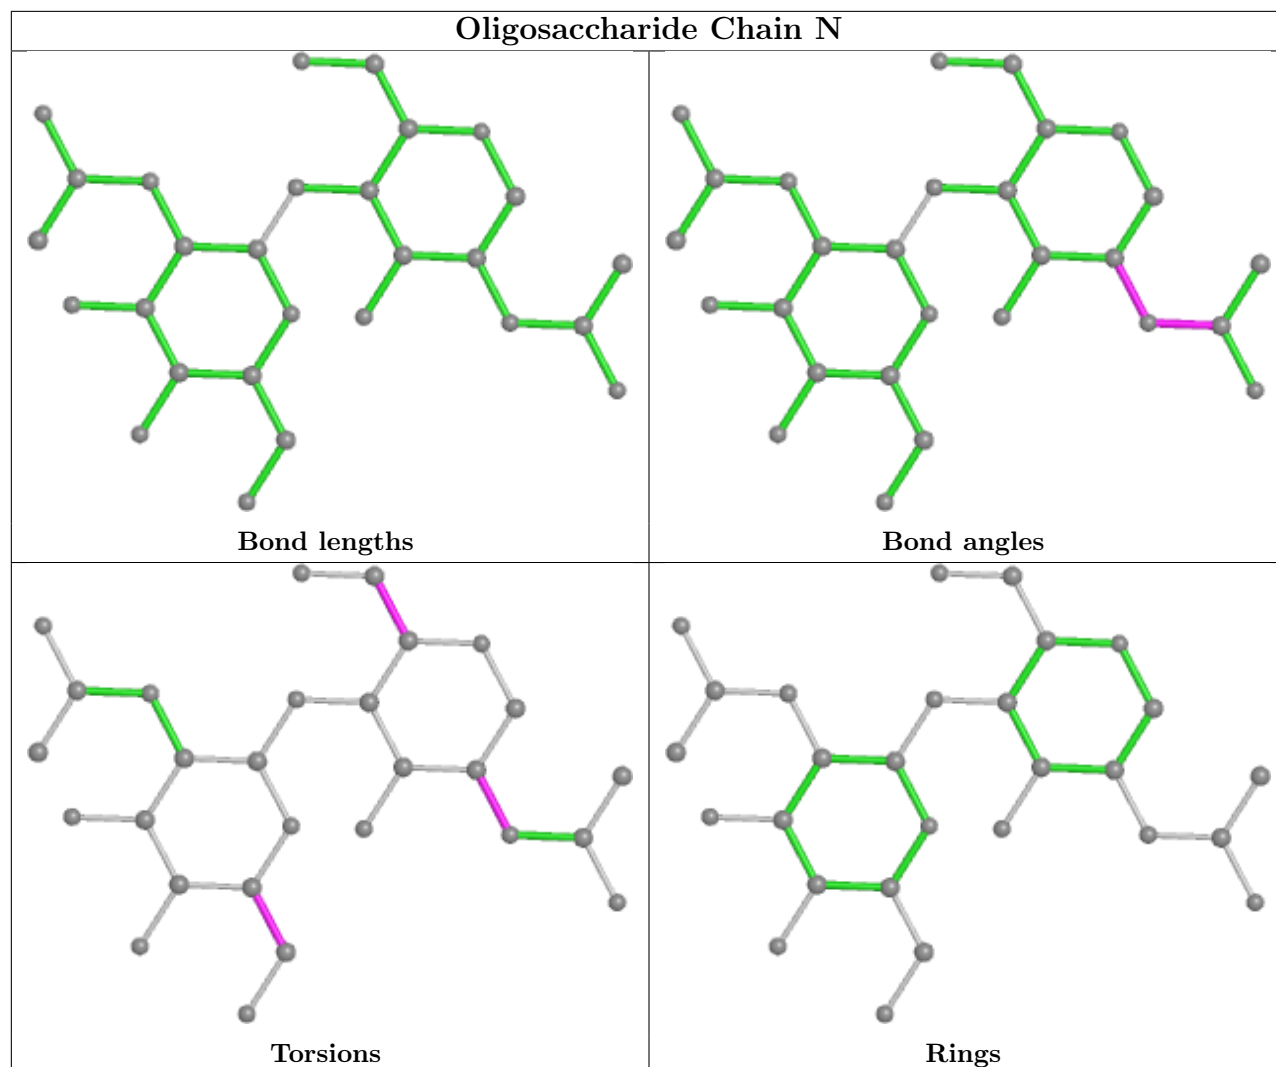 Oligosaccharide Chain N
Bond lengths
Bond angles
Torsions
Rings